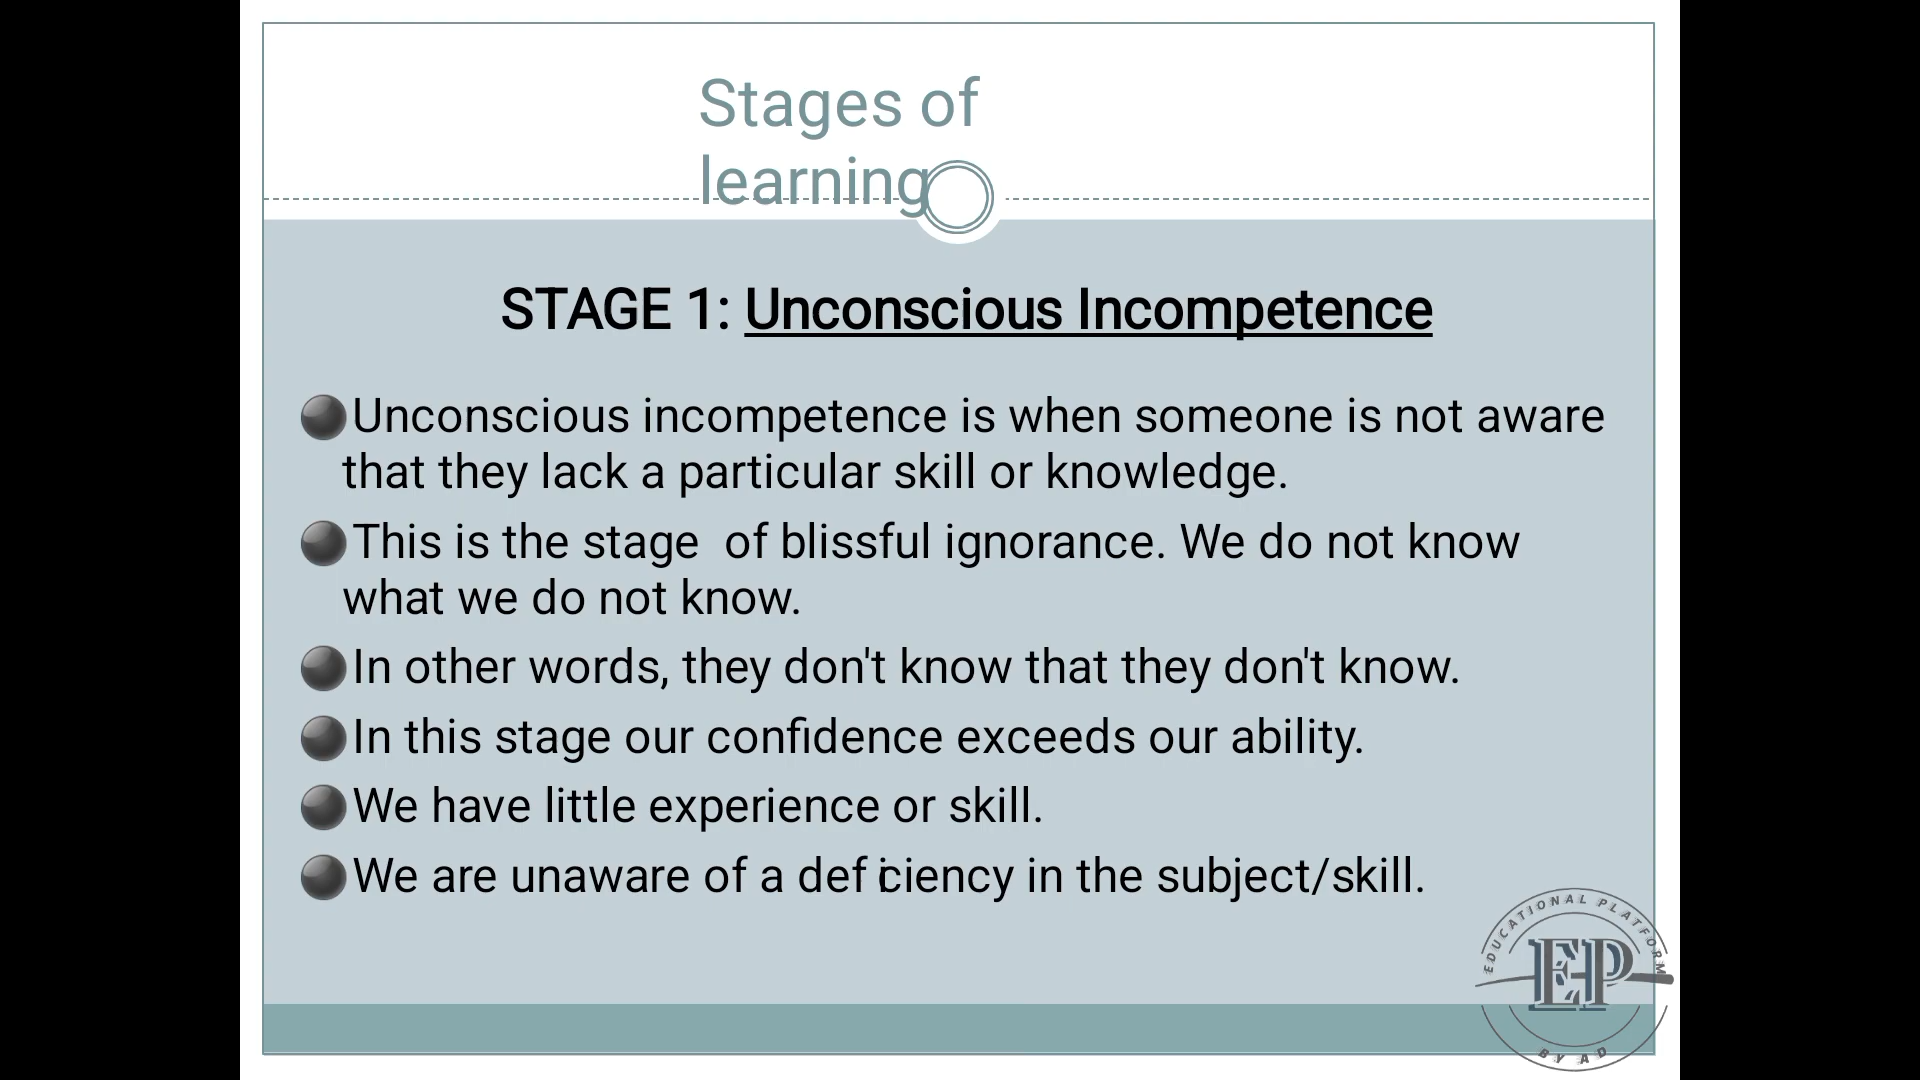 Stages of
learning
STAGE 1: Unconscious Incompetence
Unconscious incompetence is when someone is not aware
that they lack a particular skill or knowledge.
This is the stage  of blissful ignorance. We do not know
what we do not know.
In other words, they don't know that they don't know.
In this stage our confidence exceeds our ability.
We have little experience or skill.
We are unaware of a deficiency in the subject/skill.
EDUCATIONAL PLATFORM
EP
BY AD